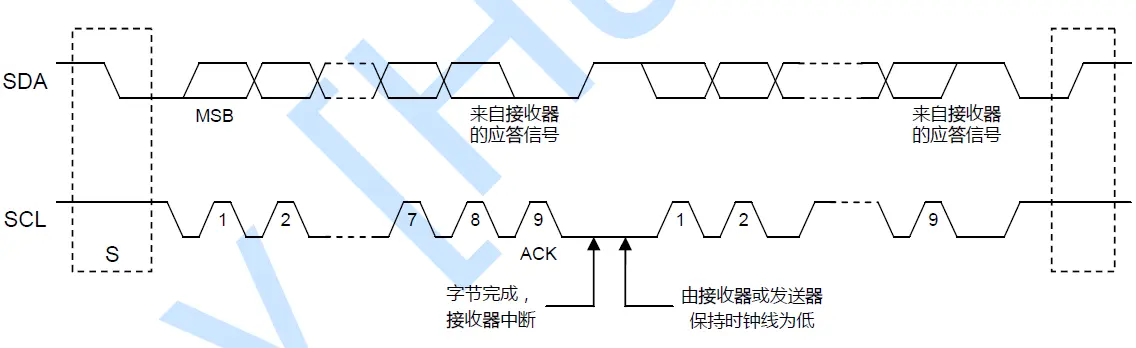 SDA
MSB
来自接收器
的应答信号
来自接收器
的应答信号
SCL
1
2
7
8
9
1
2
9
S
ACK
字节完成，
接收器中断
由接收器或发送器
保持时钟线为低